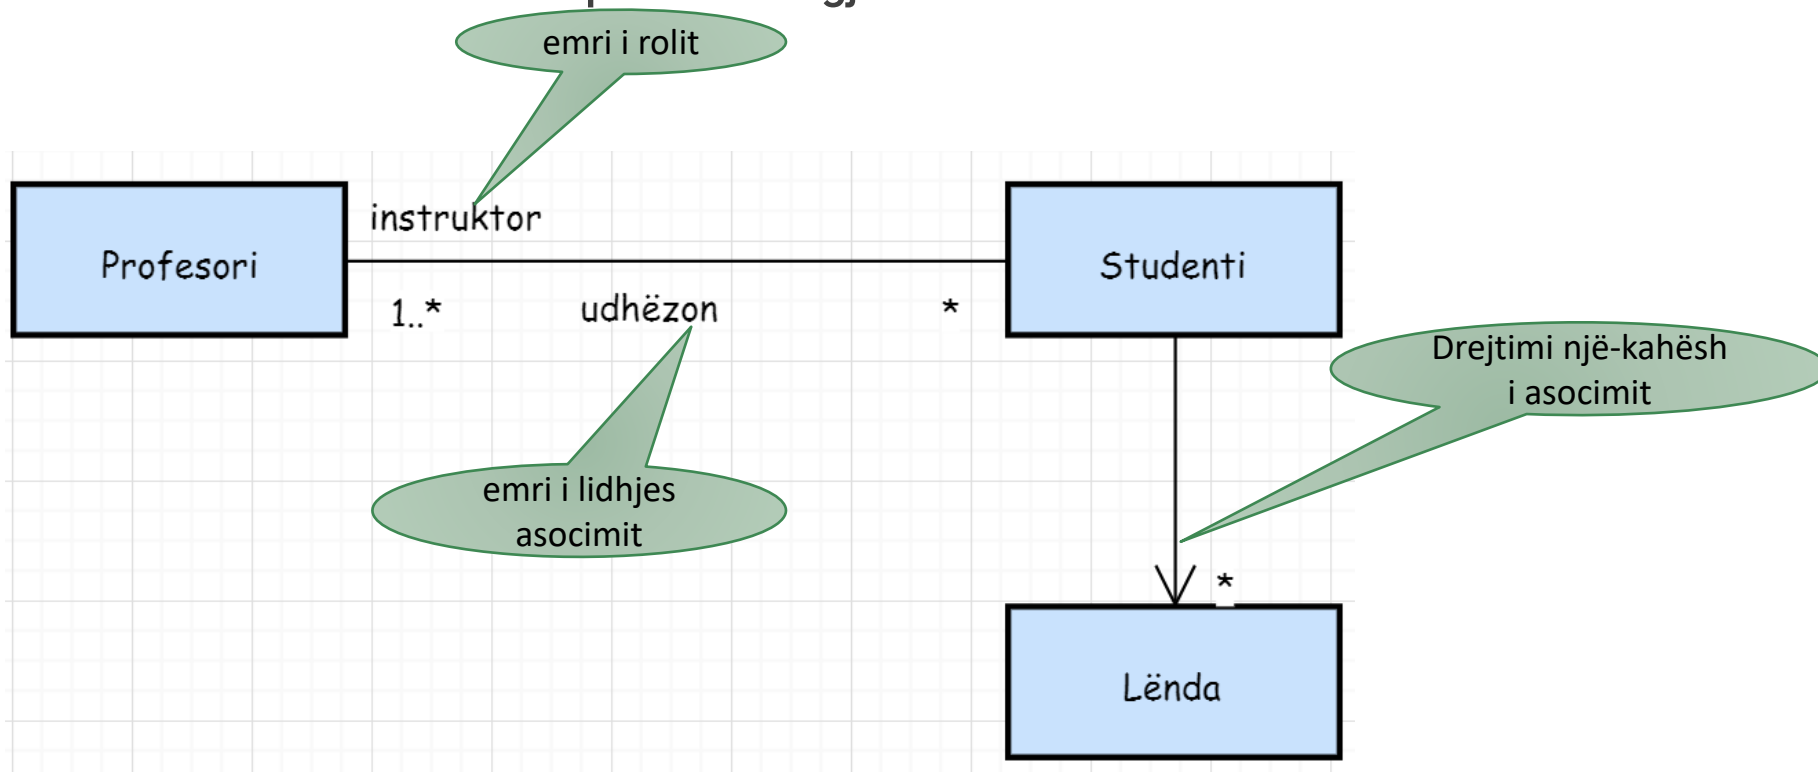 emri i rolit
instruktor
Profesori
Studenti
1..*
udhëzon
*
Drejtimi një-kahësh
i asocimit
emri i lidhjes
asocimit
*
Lënda